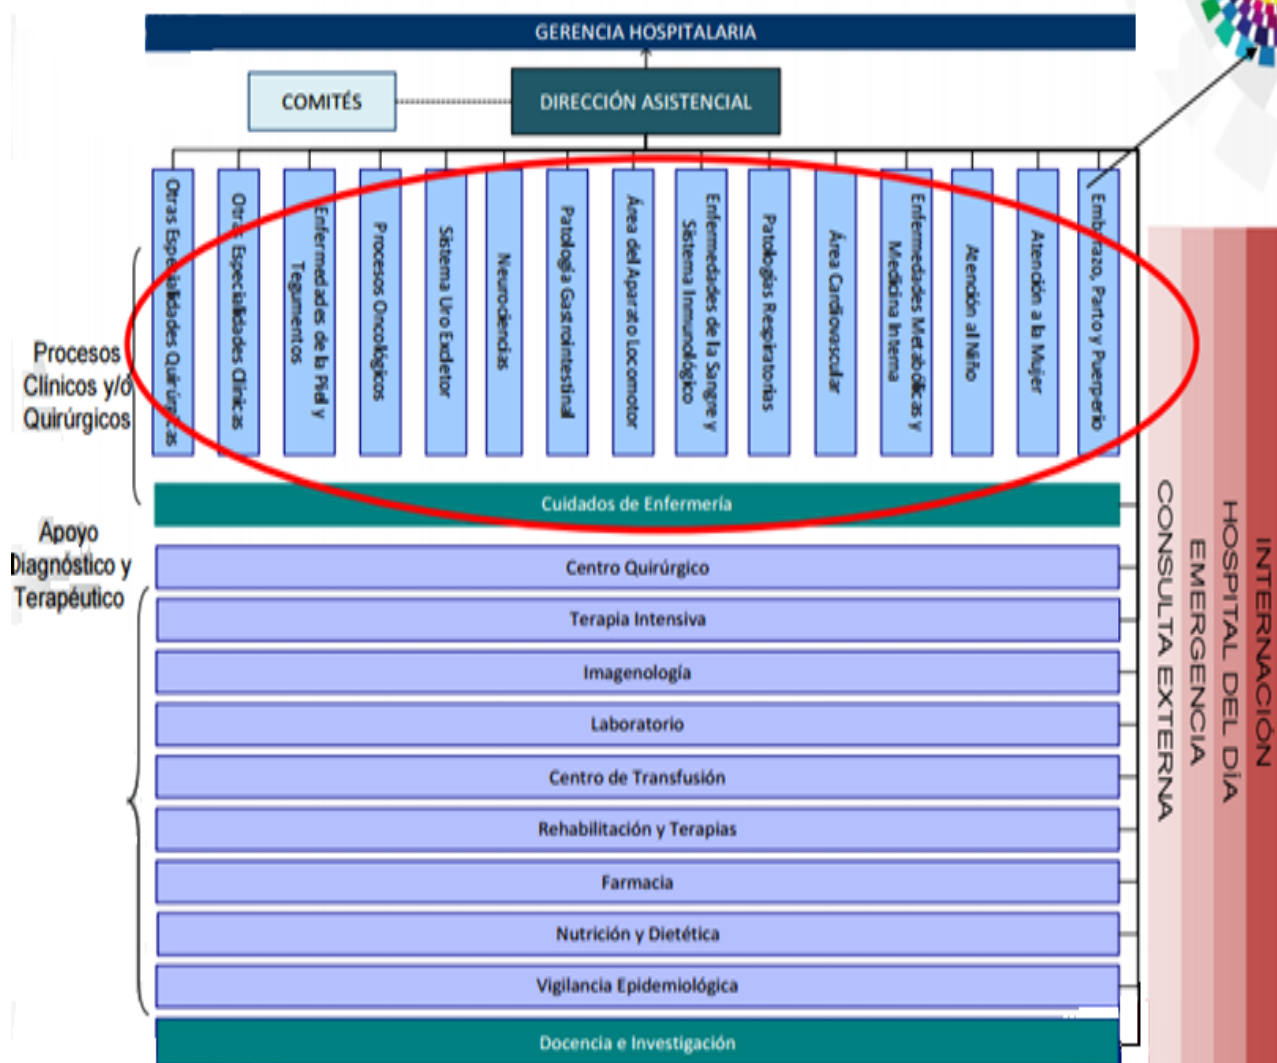 GERENCIA HOSPITALARIA
COMITÉS
DIRECCIÓN ASISTENCIAL
Otras Especialidades Quirúrgicas
Otras Especialidades Clínicas
Enfermedades de la Piel y
Tegumentos
Procesos Oncológicos
Sistema Uro Excletor
Neurociencias
Patología Gastrointestinal
Área del Aparato Locomotor
Enfermedades de la Sangre y
Sistema Inmunológico
Patologías Respiratorias
Área Cardiovascular
Enfermedades Metabólicas y
Medicina Interna
Atención al Niño
Atención a la Mujer
Embarazo, Parto y Puerperio
Procesos
Clínicos y/ó
Quirúrgicos
Cuidados de Enfermería
Apoyo
Diagnóstico y
Terapéutico
Centro Quirúrgico
Terapia Intensiva
Imagenología
Laboratorio
Centro de Transfusión
Rehabilitación y Terapias
Farmacia
Nutrición y Dietética
Vigilancia Epidemiológica
Docencia e Investigación
CONSULTA EXTERNA
EMERGENCIA
HOSPITAL DEL DÍA
INTERNACIÓN